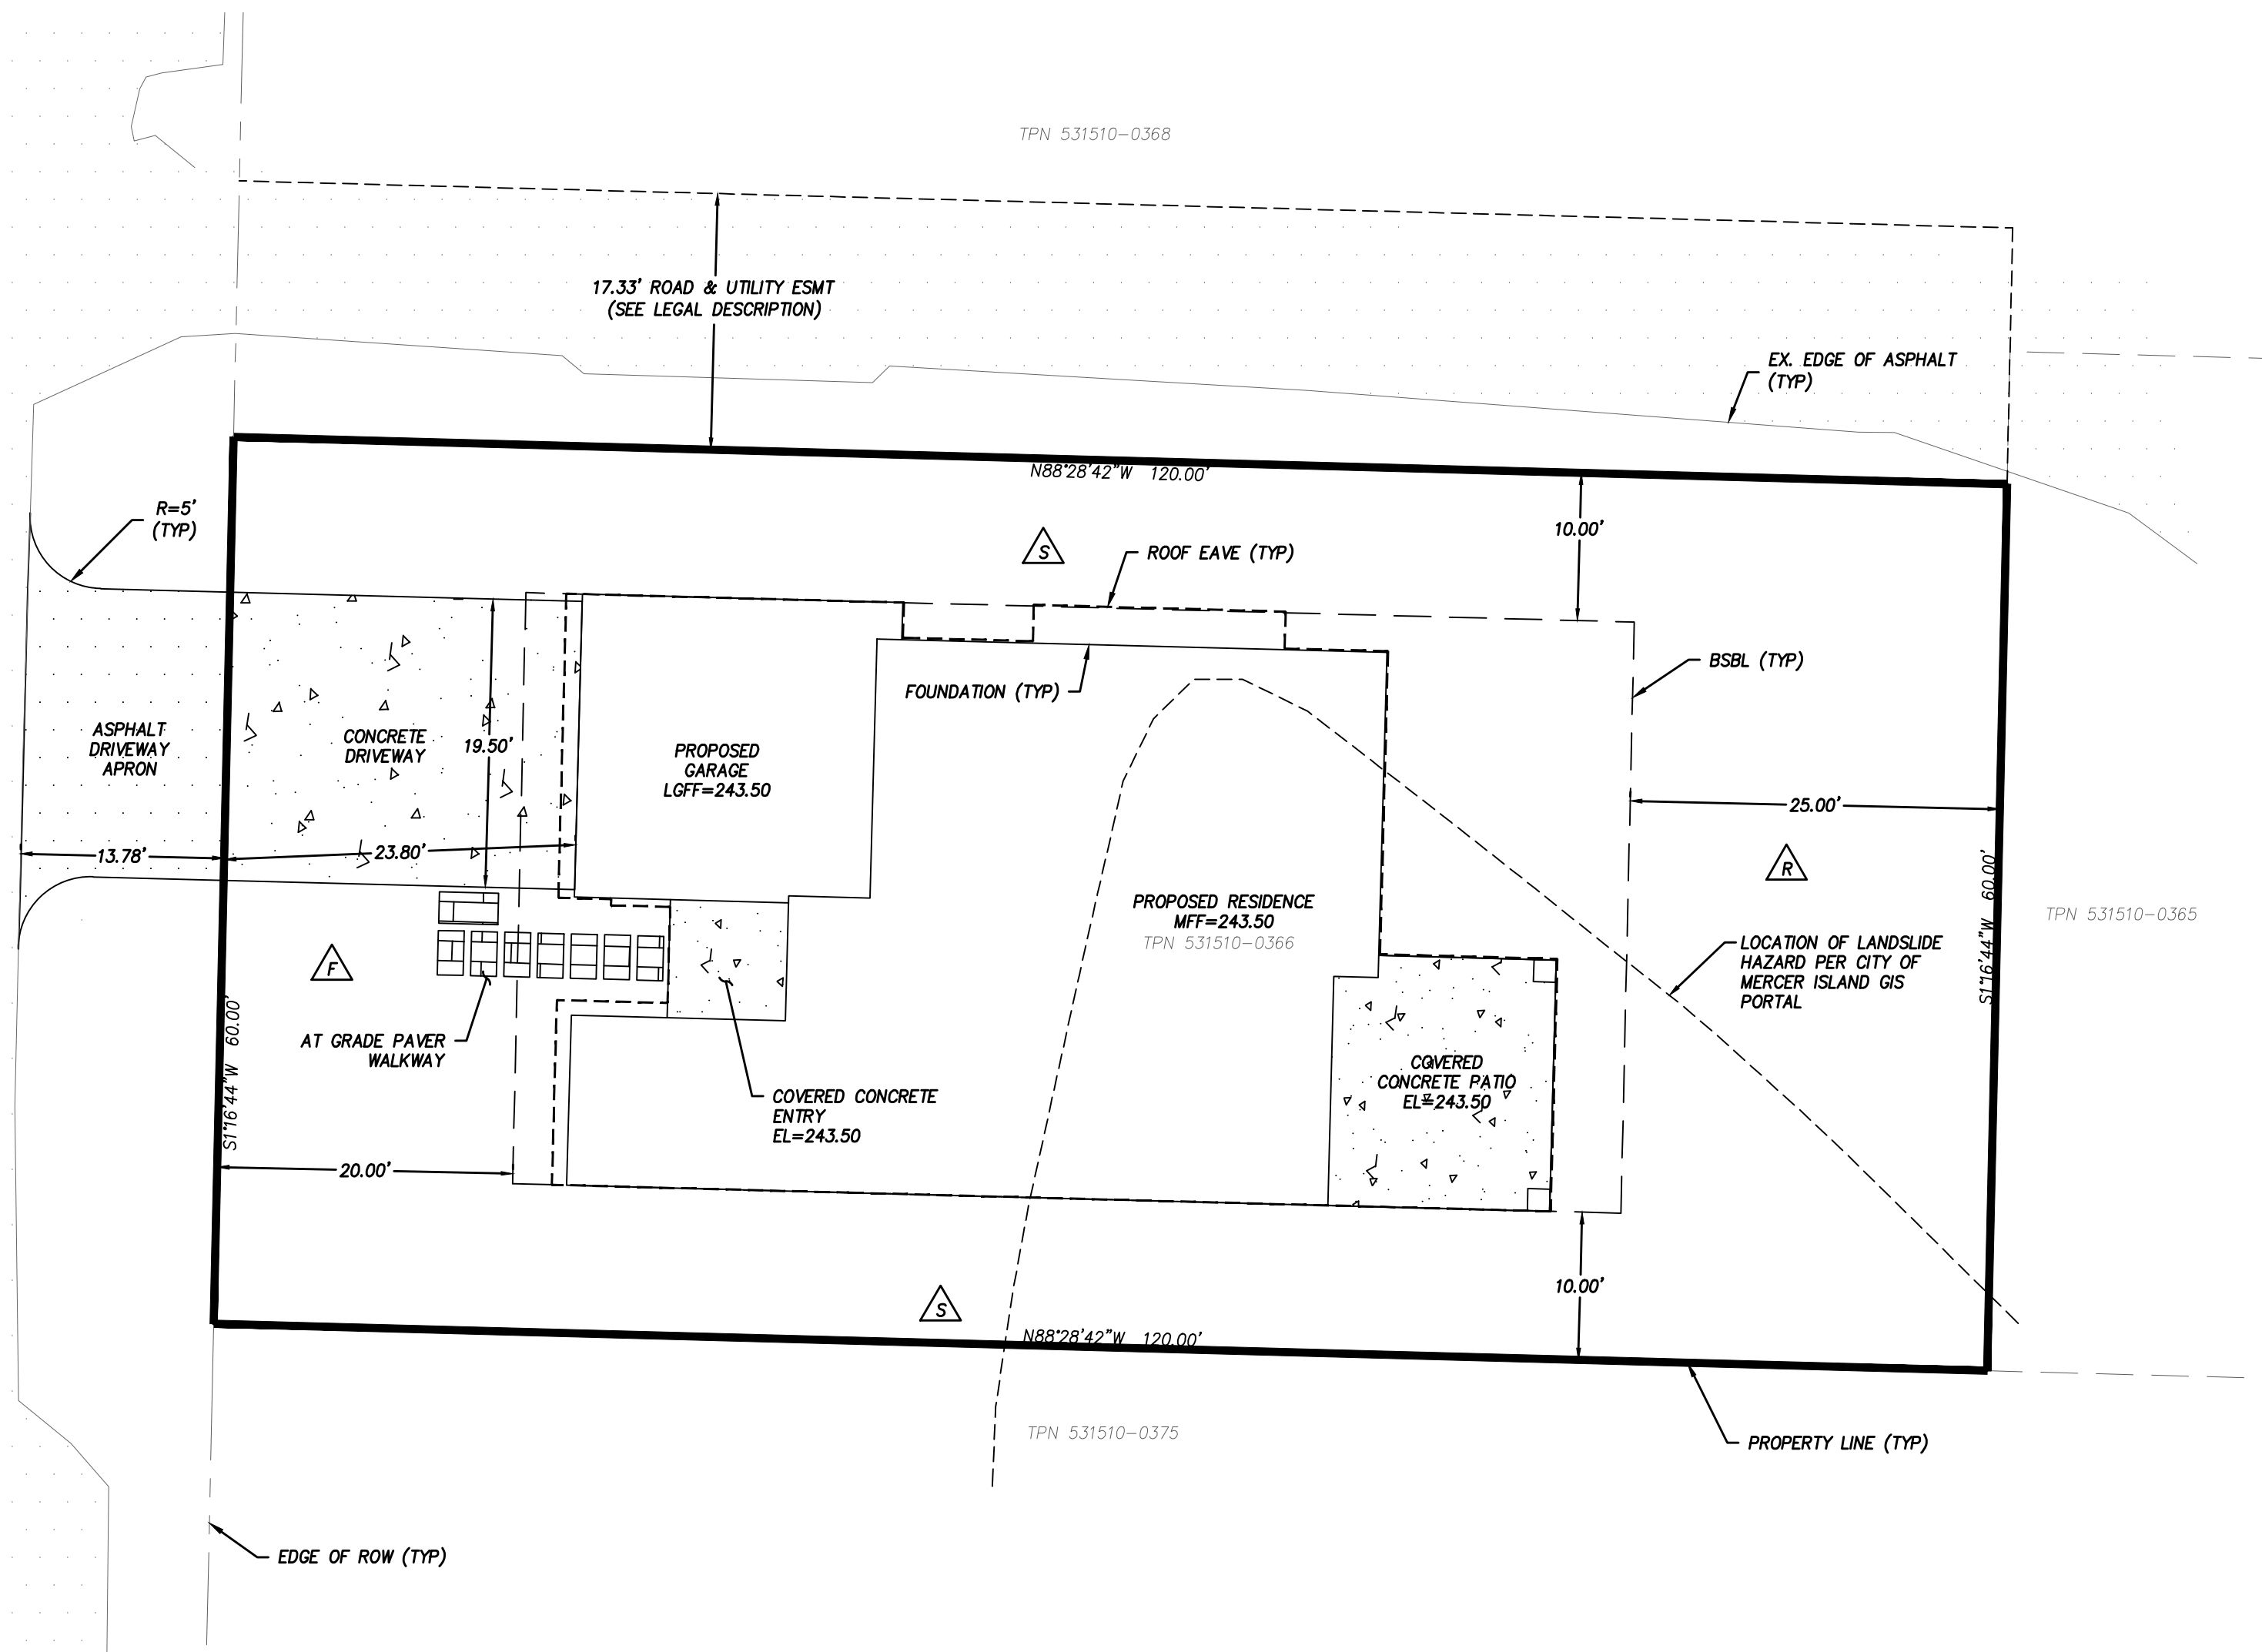 TPN 531510-0368
17.33' ROAD & UTILITY ESMT
(SEE LEGAL DESCRIPTION)
EX. EDGE OF ASPHALT
(TYP)
N88°28'42"W 120.00'
R=5'
(TYP)
10.00'
S
ROOF EAVE (TYP)
BSBL (TYP)
FOUNDATION (TYP)
ASPHALT
DRIVEWAY
APRON
CONCRETE
DRIVEWAY
19.50'
PROPOSED
GARAGE
LGFF=243.50
25.00'
13.78'
23.80'
R
S1°16'44"W 60.00'
PROPOSED RESIDENCE
MFF=243.50
TPN 531510-0366
TPN 531510-0365
LOCATION OF LANDSLIDE
HAZARD PER CITY OF
MERCER ISLAND GIS
PORTAL
F
S1°16'44"W 60.00'
AT GRADE PAVER
WALKWAY
COVERED
CONCRETE PATIO
EL=243.50
COVERED CONCRETE
ENTRY
EL=243.50
20.00'
10.00'
S
N88°28'42"W 120.00'
TPN 531510-0375
PROPERTY LINE (TYP)
EDGE OF ROW (TYP)